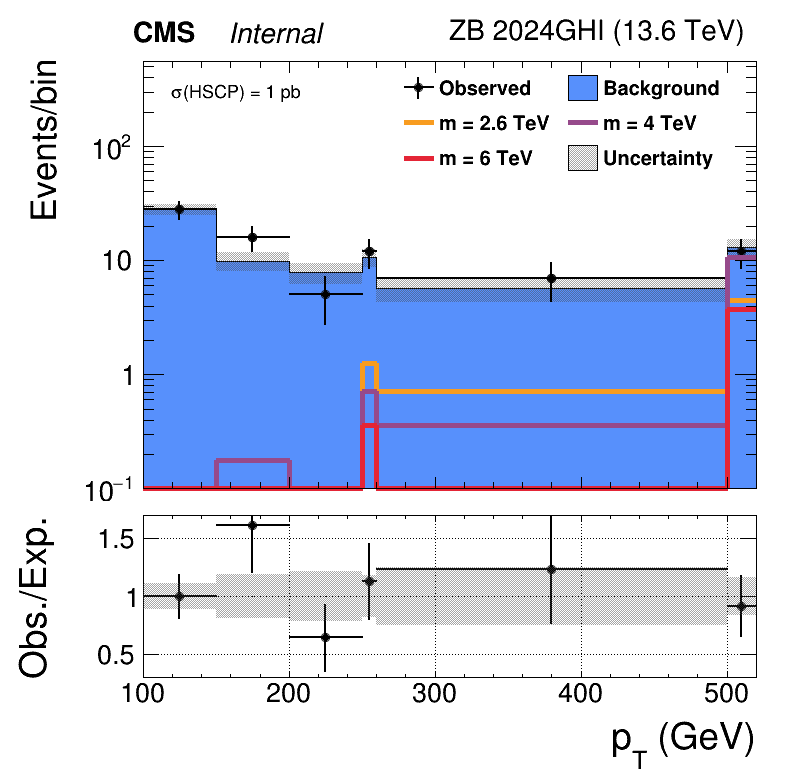 CMS Internal ZB 2024GHI (13.6 TeV)
σ(HSCP) = 1 pb
Observed Background
m = 2.6 TeV m = 4 TeV
m = 6 TeV Uncertainty
Events/bin
10²
10
1
10⁻¹
Obs./Exp.
1.5
1
0.5
100 200 300 400 500
p_T (GeV)